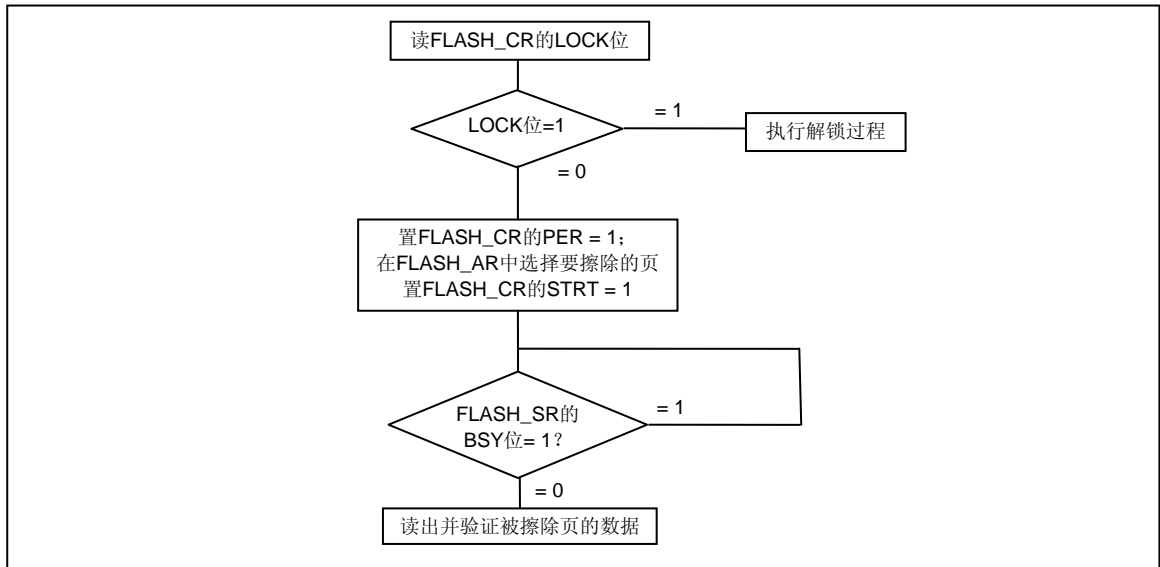 读FLASH_CR的LOCK位
LOCK位=1
= 1
执行解锁过程
= 0
置FLASH_CR的PER = 1;
在FLASH_AR中选择要擦除的页
置FLASH_CR的STRT = 1
FLASH_SR的
BSY位= 1?
= 1
= 0
读出并验证被擦除页的数据